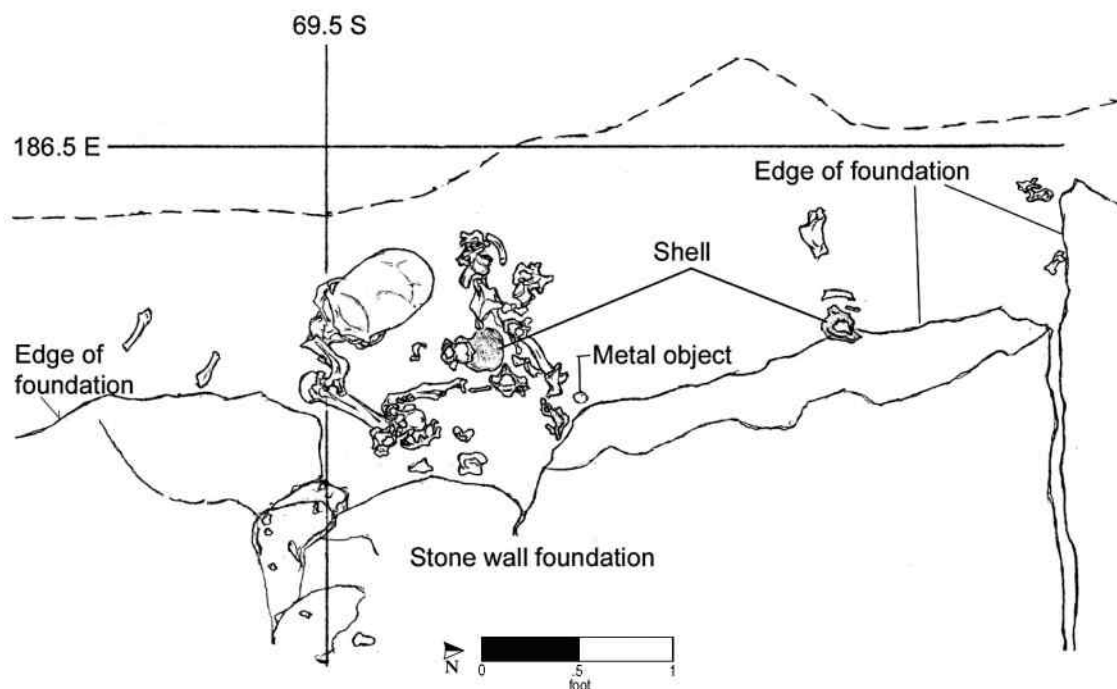 69.5 S
186.5 E
Edge of foundation
Shell
Metal object
Edge of
foundation
Stone wall foundation
N
0
.5
1
foot